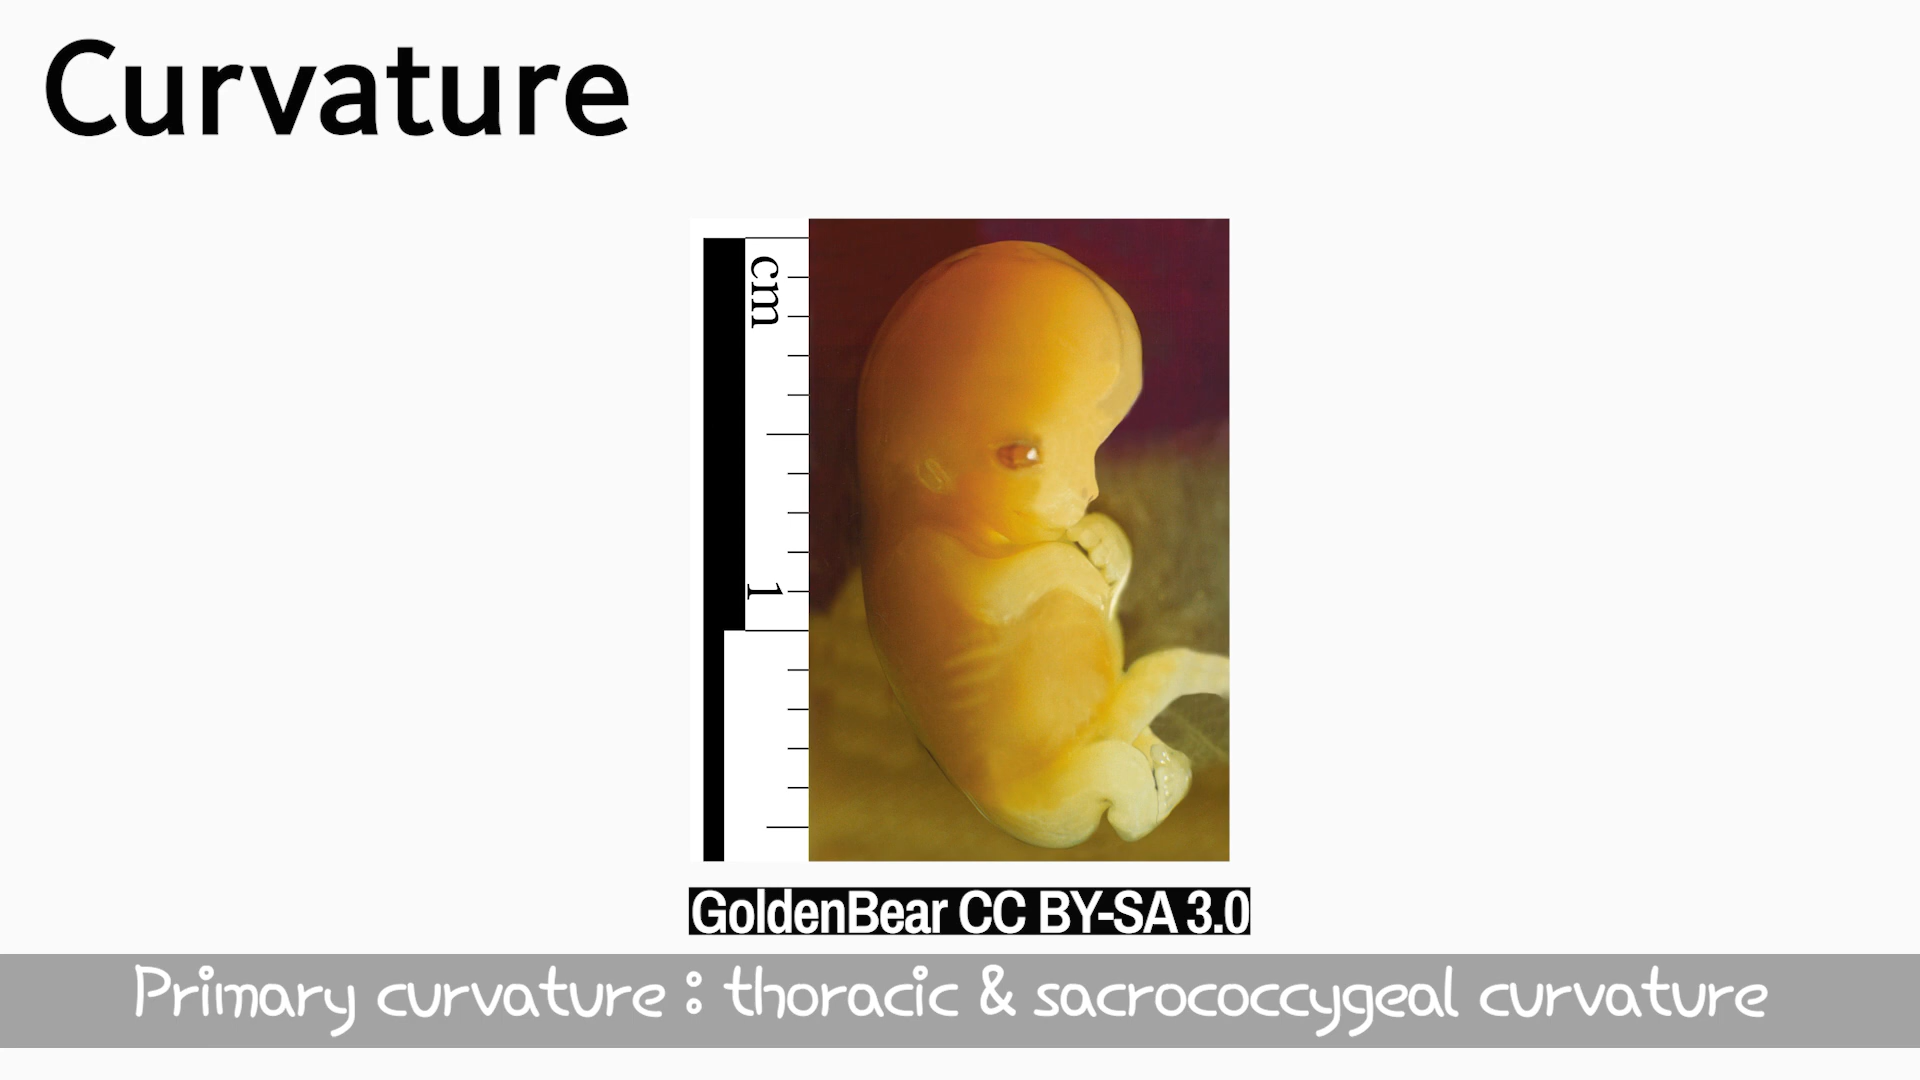 Curvature
cm
1
GoldenBear CC BY-SA 3.0
Primary curvature : thoracic & sacrococcygeal curvature